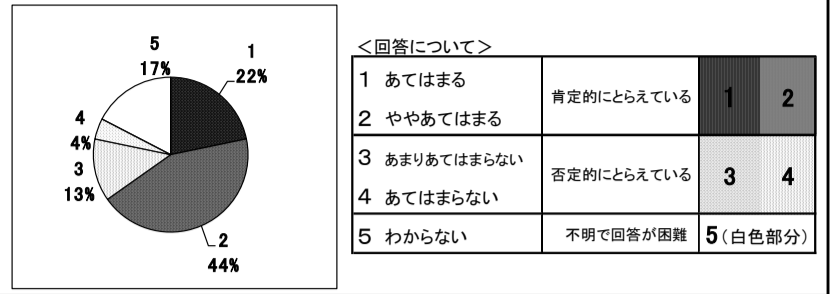 5
17%
1
22%
4
4%
3
13%
2
44%
＜回答について＞
1 あてはまる
2 ややあてはまる
肯定的にとらえている
1 2
3 あまりあてはまらない
4 あてはまらない
否定的にとらえている
3 4
5 わからない
不明で回答が困難
5(白色部分)